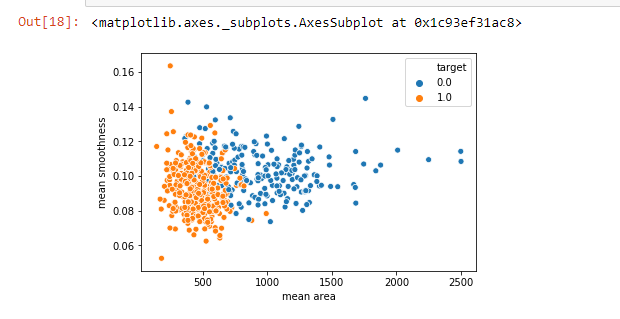 Out[18]: <matplotlib.axes._subplots.AxesSubplot at 0x1c93ef31ac8>
target
0.0
1.0
0.16
0.14
0.12
0.10
0.08
0.06
mean smoothness
500 1000 1500 2000 2500
mean area